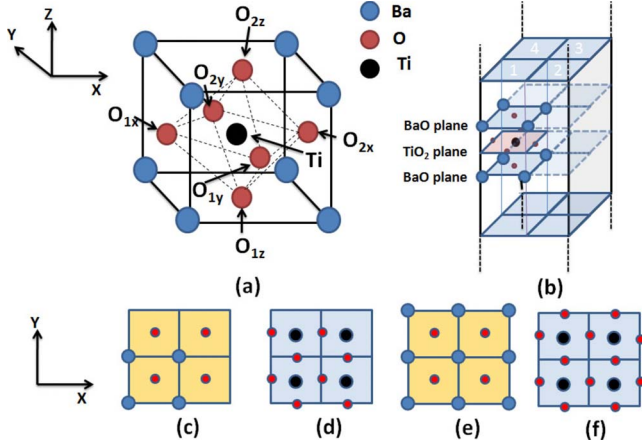 Z
Y
X
O2z
O2y
O1x
O2x
Ti
O1y
O1z
(a)
Ba
O
Ti
4 3
1 2
BaO plane
TiO2 plane
BaO plane
(b)
Y
X
(c) (d) (e) (f)